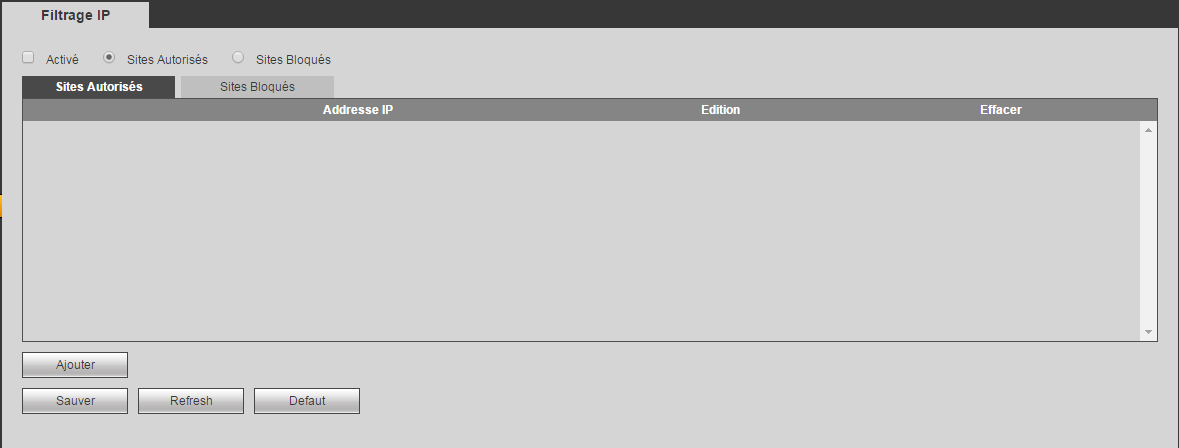 Filtrage IP
Activé Sites Autorisés Sites Bloqués
Sites Autorisés Sites Bloqués
Addresse IP Edition Effacer
Ajouter
Sauver Refresh Defaut